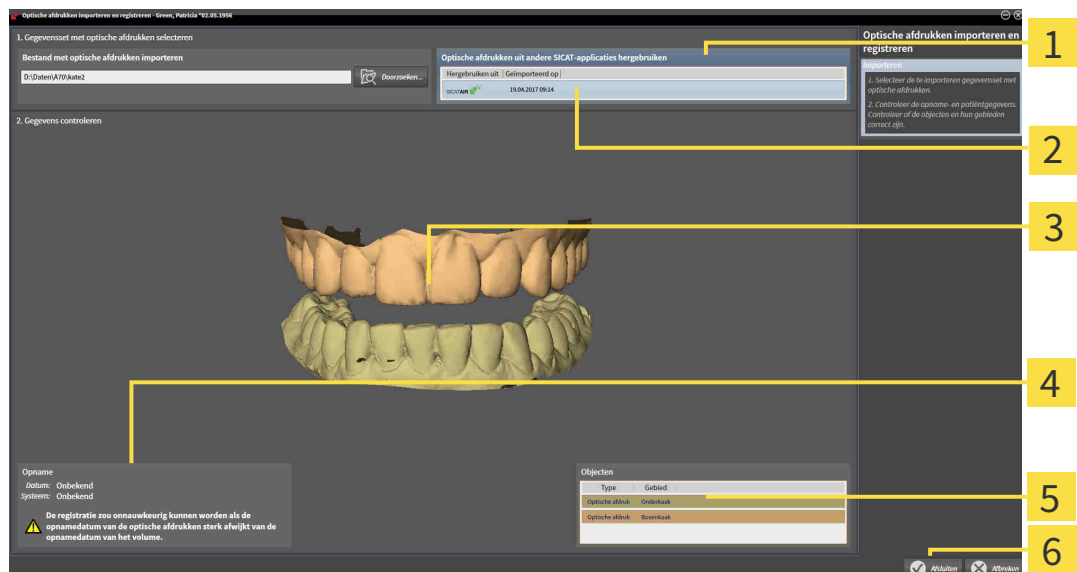 Optische afdrukken importeren en registreren - Green, Patricia *02.05.1956
1. Gegevensset met optische afdrukken selecteren
Bestand met optische afdrukken importeren
D:\Daten\A70\kate2
Doorzoeken...
Optische afdrukken uit andere SICAT-applicaties hergebruiken
Hergebruiken uit Geïmporteerd op
SICAT AIR 19.04.2017 09:14
2. Gegevens controleren
Opname
Datum: Onbekend
Systeem: Onbekend
De registratie zou onnauwkeurig kunnen worden als de
opnamedatum van de optische afdrukken sterk afwijkt van de
opnamedatum van het volume.
Objecten
Type Gebied
Optische afdruk Onderkaak
Optische afdruk Bovenkaak
Optische afdrukken importeren en
registreren
Importeren
1. Selecteer de te importeren gegevensset met
optische afdrukken.
2. Controleer de opname- en patiëntgegevens.
Controleer of de objecten en hun gebieden
correct zijn.
Afsluiten
Afbreken
1
2
3
4
5
6